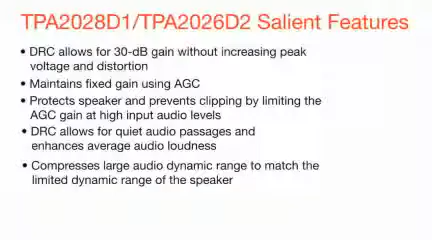 TPA2028D1/TPA2026D2 Salient Features
• DRC allows for 30-dB gain without increasing peak
voltage and distortion
• Maintains fixed gain using AGC
• Protects speaker and prevents clipping by limiting the
AGC gain at high input audio levels
• DRC allows for quiet audio passages and
enhances average audio loudness
• Compresses large audio dynamic range to match the
limited dynamic range of the speaker